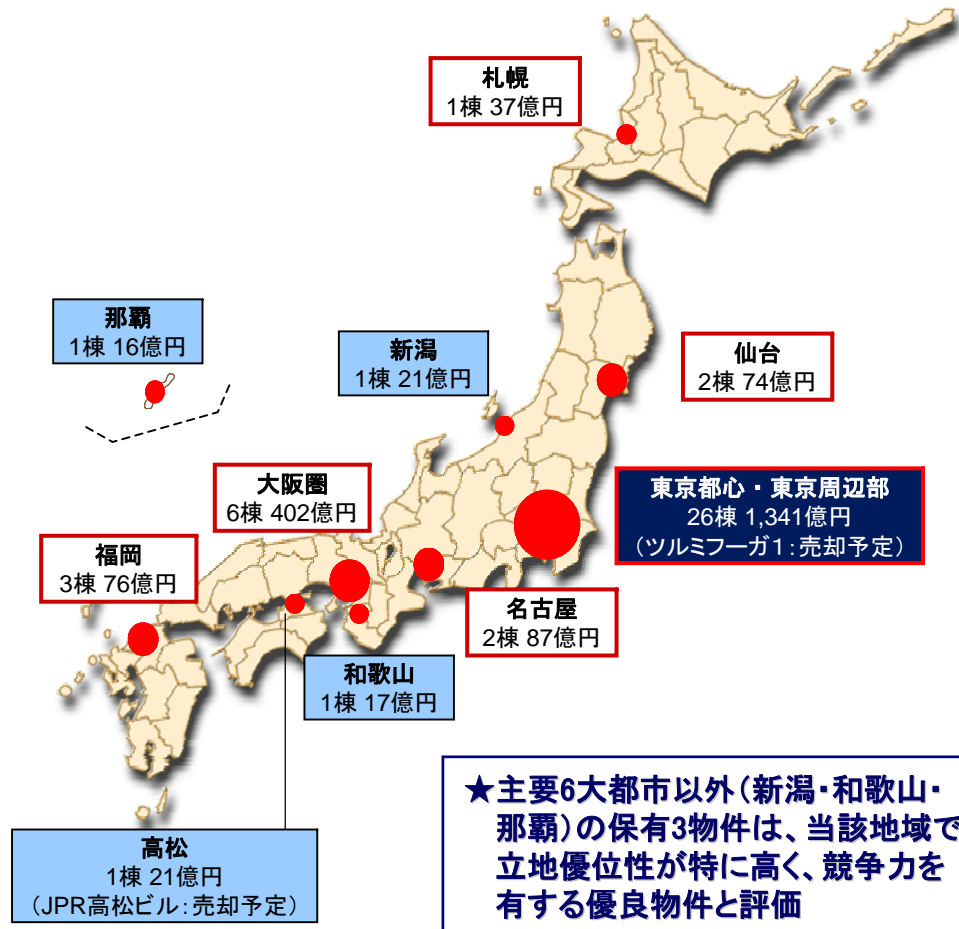 札幌
1棟 37億円
那覇
1棟 16億円
新潟
1棟 21億円
仙台
2棟 74億円
大阪圏
6棟 402億円
東京都心・東京周辺部
26棟 1,341億円
（ツルミフーガ1：売却予定）
福岡
3棟 76億円
名古屋
2棟 87億円
和歌山
1棟 17億円
高松
1棟 21億円
（JPR高松ビル：売却予定）
★主要6大都市以外（新潟・和歌山・
那覇）の保有3物件は、当該地域で
立地優位性が特に高く、競争力を
有する優良物件と評価